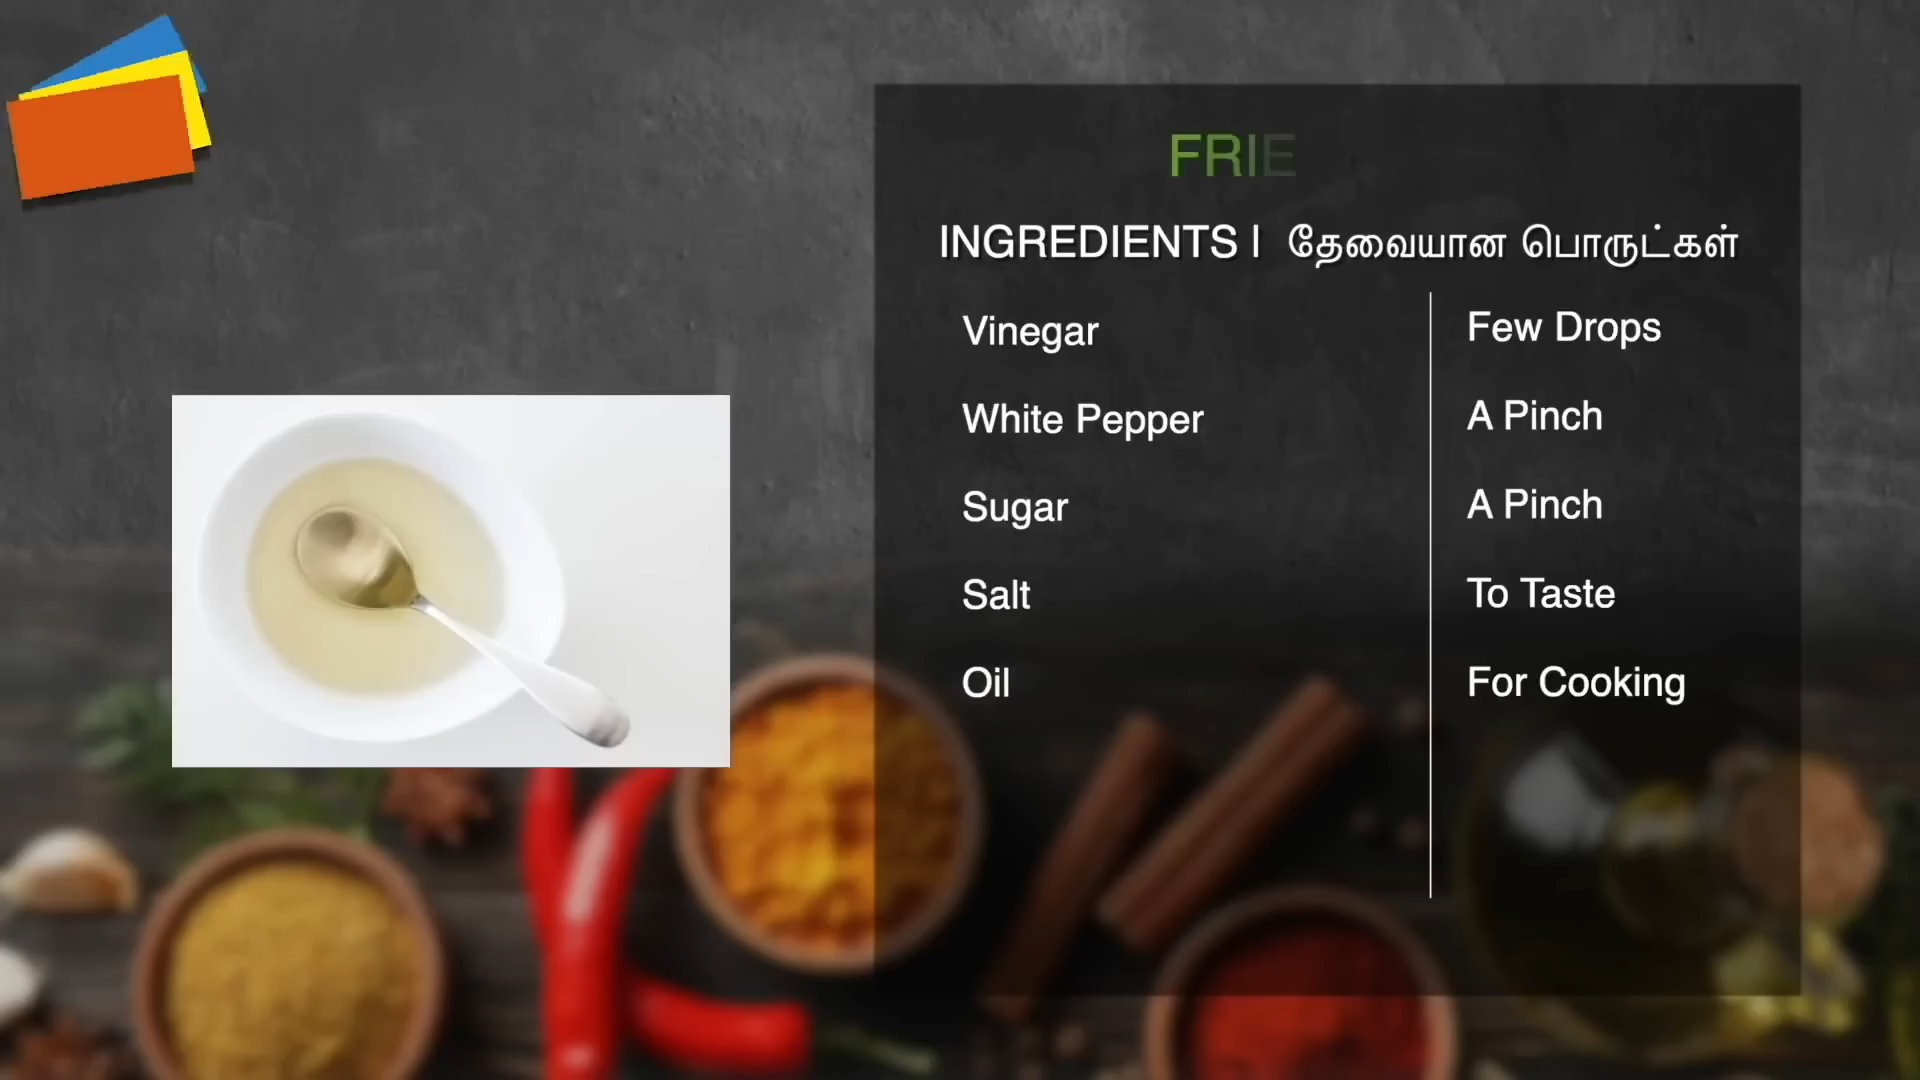 FRIE
INGREDIENTS | தேவையான பொருட்கள்
Vinegar Few Drops
White Pepper A Pinch
Sugar A Pinch
Salt To Taste
Oil For Cooking